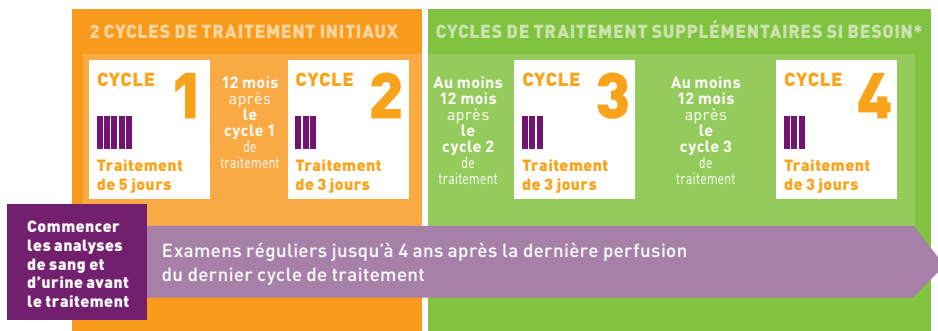 2 CYCLES DE TRAITEMENT INITIAUX
CYCLES DE TRAITEMENT SUPPLÉMENTAIRES SI BESOIN*
CYCLE 1
Traitement
de 5 jours
12 mois
après
le
cycle 1
de
traitement
CYCLE 2
Traitement
de 3 jours
Au moins
12 mois
après
le
cycle 2
de
traitement
CYCLE 3
Traitement
de 3 jours
Au moins
12 mois
après
le
cycle 3
de
traitement
CYCLE 4
Traitement
de 3 jours
Commencer
les analyses
de sang et
d'urine avant
le traitement
Examens réguliers jusqu'à 4 ans après la dernière perfusion
du dernier cycle de traitement